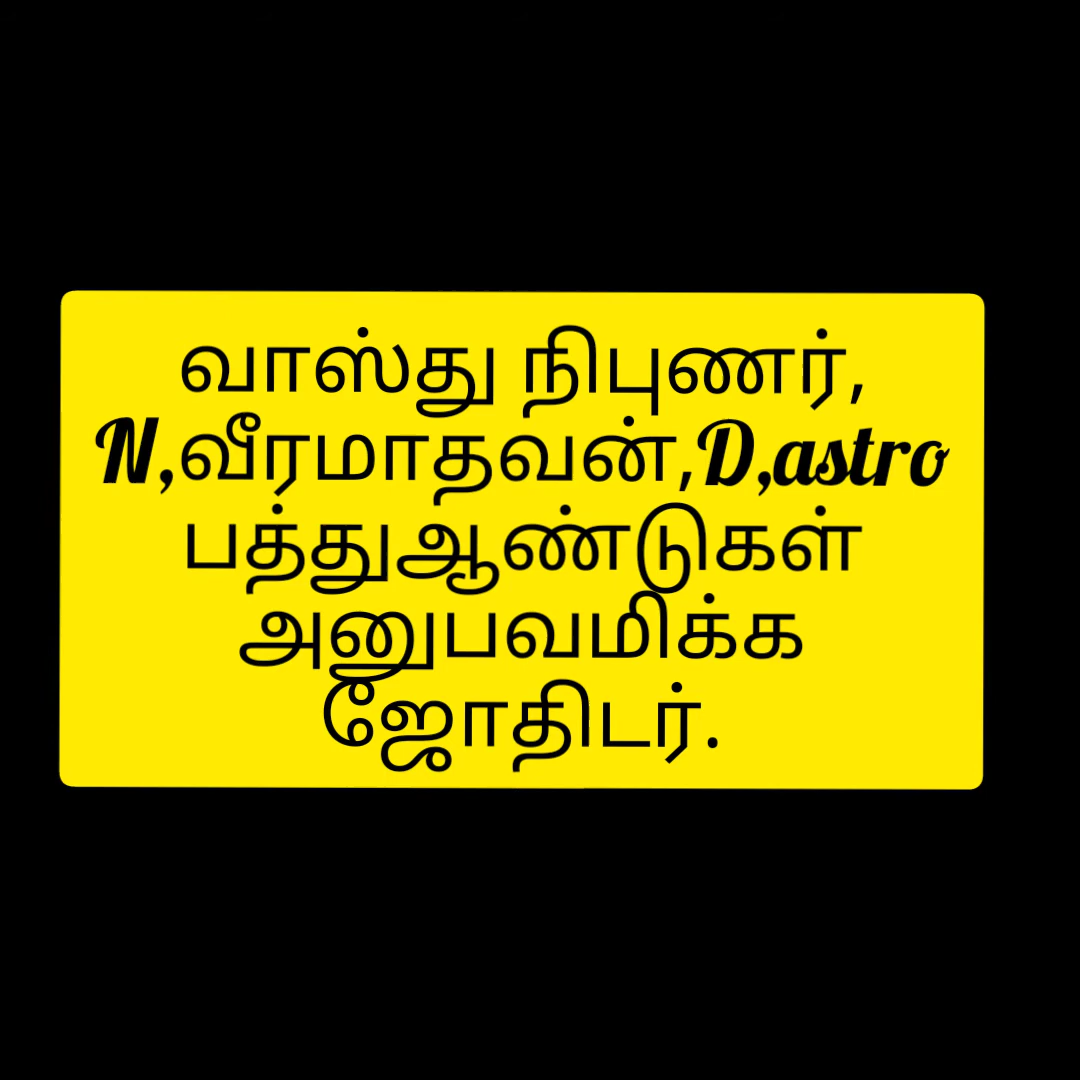 வாஸ்து நிபுணர்,
N,வீரமாதவன்,D,astro
பத்துஆண்டுகள்
அனுபவமிக்க
ஜோதிடர்.